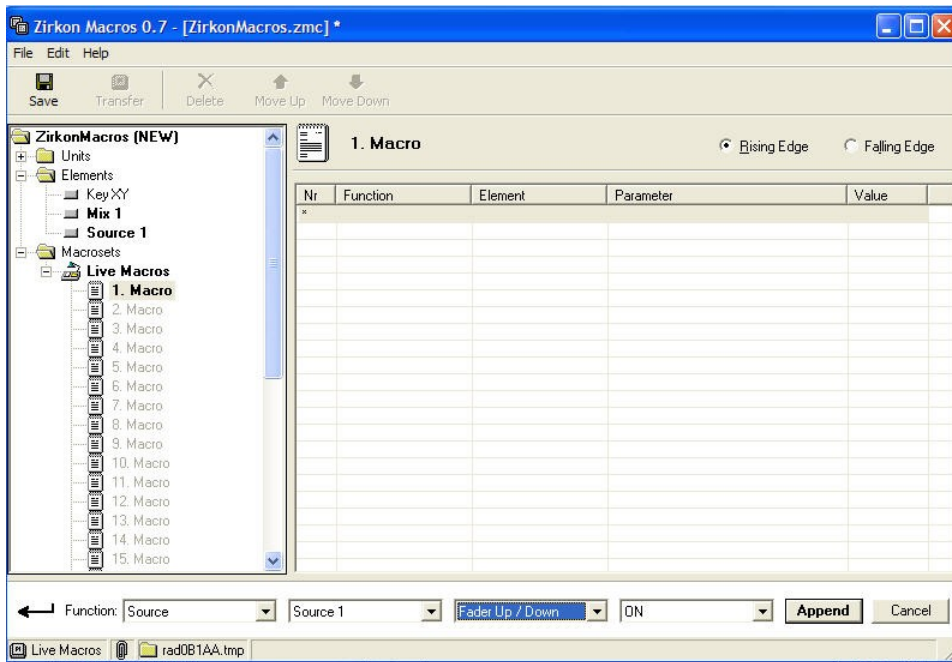 Zirkon Macros 0.7 - [ZirkonMacros.zmc] *
File Edit Help
Save Transfer Delete Move Up Move Down
ZirkonMacros (NEW)
Units
Elements
Key XY
Mix 1
Source 1
Macrosets
Live Macros
1. Macro
2. Macro
3. Macro
4. Macro
5. Macro
6. Macro
7. Macro
8. Macro
9. Macro
10. Macro
11. Macro
12. Macro
13. Macro
14. Macro
15. Macro
1. Macro
Rising Edge Falling Edge
Nr Function Element Parameter Value
*
Function: Source Source 1 Fader Up / Down ON Append Cancel
Live Macros rad0B1AA.tmp